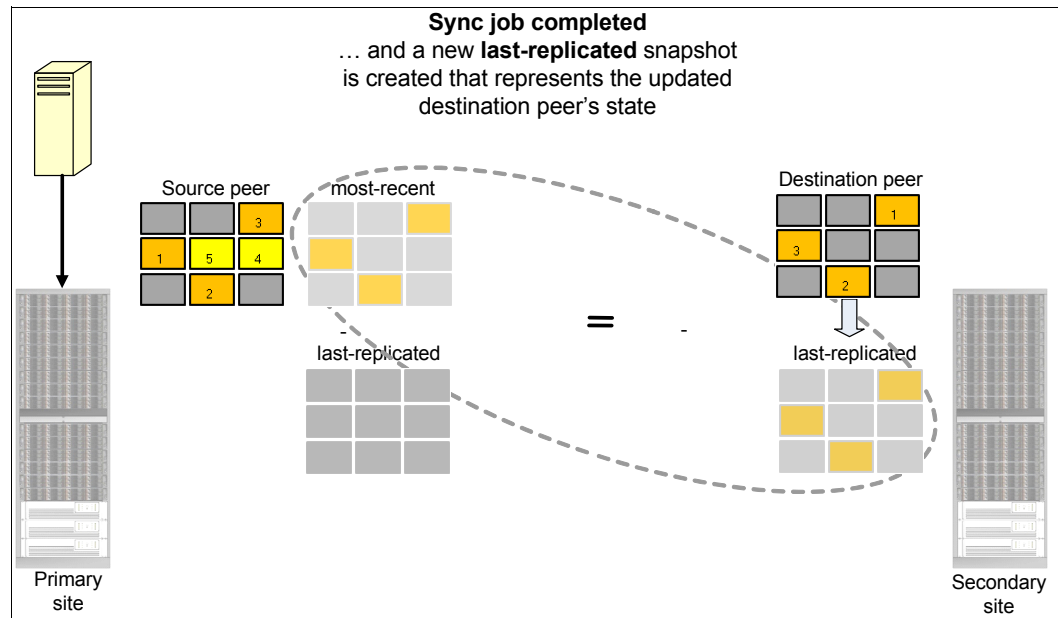 Sync job completed
… and a new last-replicated snapshot
is created that represents the updated
destination peer's state
Source peer
most-recent
Destination peer
3
1 5 4
2
1
3
2
=
-
-
last-replicated
last-replicated
Primary
site
Secondary
site